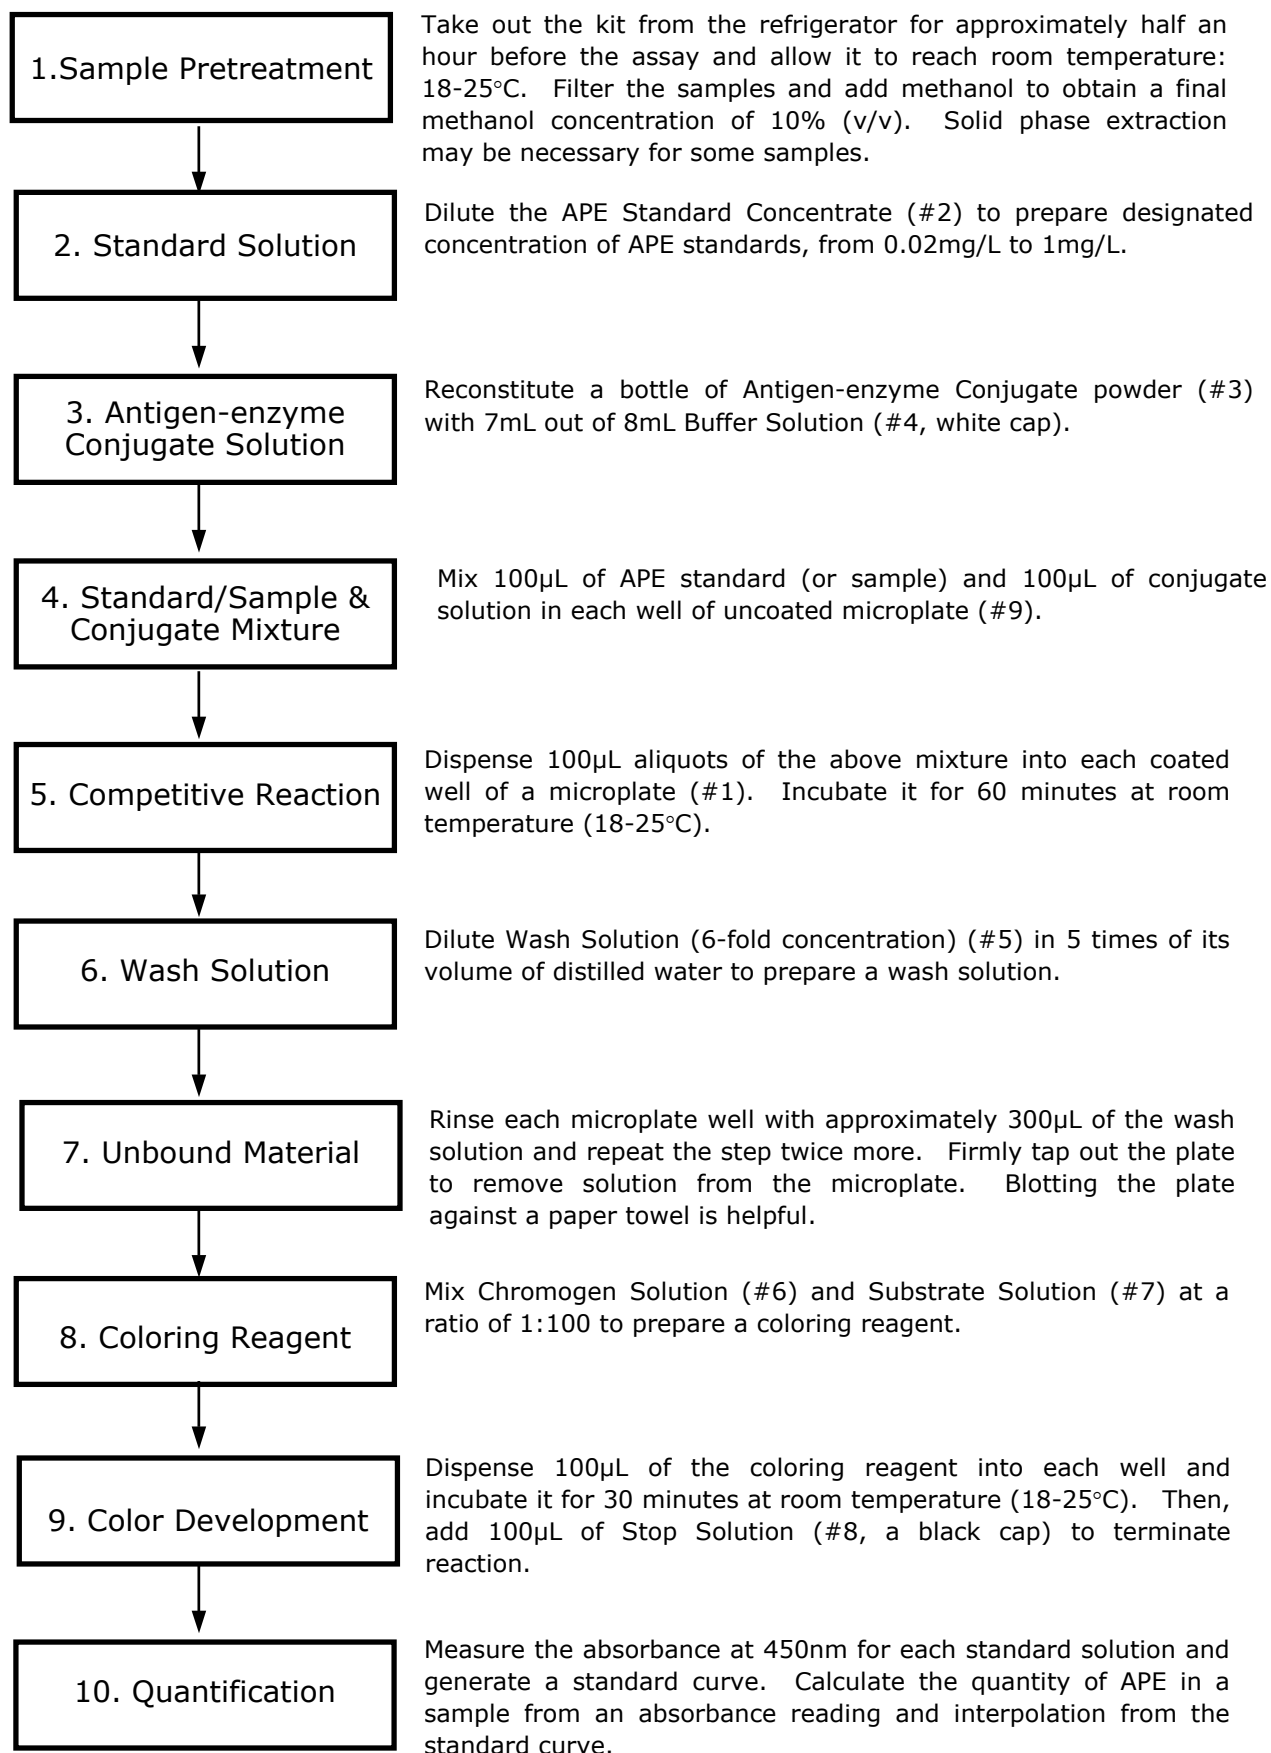 1.Sample Pretreatment
Take out the kit from the refrigerator for approximately half an
hour before the assay and allow it to reach room temperature:
18-25°C. Filter the samples and add methanol to obtain a final
methanol concentration of 10% (v/v). Solid phase extraction
may be necessary for some samples.
2. Standard Solution
Dilute the APE Standard Concentrate (#2) to prepare designated
concentration of APE standards, from 0.02mg/L to 1mg/L.
3. Antigen-enzyme
Conjugate Solution
Reconstitute a bottle of Antigen-enzyme Conjugate powder (#3)
with 7mL out of 8mL Buffer Solution (#4, white cap).
4. Standard/Sample &
Conjugate Mixture
Mix 100µL of APE standard (or sample) and 100µL of conjugate
solution in each well of uncoated microplate (#9).
5. Competitive Reaction
Dispense 100µL aliquots of the above mixture into each coated
well of a microplate (#1). Incubate it for 60 minutes at room
temperature (18-25°C).
6. Wash Solution
Dilute Wash Solution (6-fold concentration) (#5) in 5 times of its
volume of distilled water to prepare a wash solution.
7. Unbound Material
Rinse each microplate well with approximately 300µL of the wash
solution and repeat the step twice more. Firmly tap out the plate
to remove solution from the microplate. Blotting the plate
against a paper towel is helpful.
8. Coloring Reagent
Mix Chromogen Solution (#6) and Substrate Solution (#7) at a
ratio of 1:100 to prepare a coloring reagent.
9. Color Development
Dispense 100µL of the coloring reagent into each well and
incubate it for 30 minutes at room temperature (18-25°C). Then,
add 100µL of Stop Solution (#8, a black cap) to terminate
reaction.
10. Quantification
Measure the absorbance at 450nm for each standard solution and
generate a standard curve. Calculate the quantity of APE in a
sample from an absorbance reading and interpolation from the
standard curve.